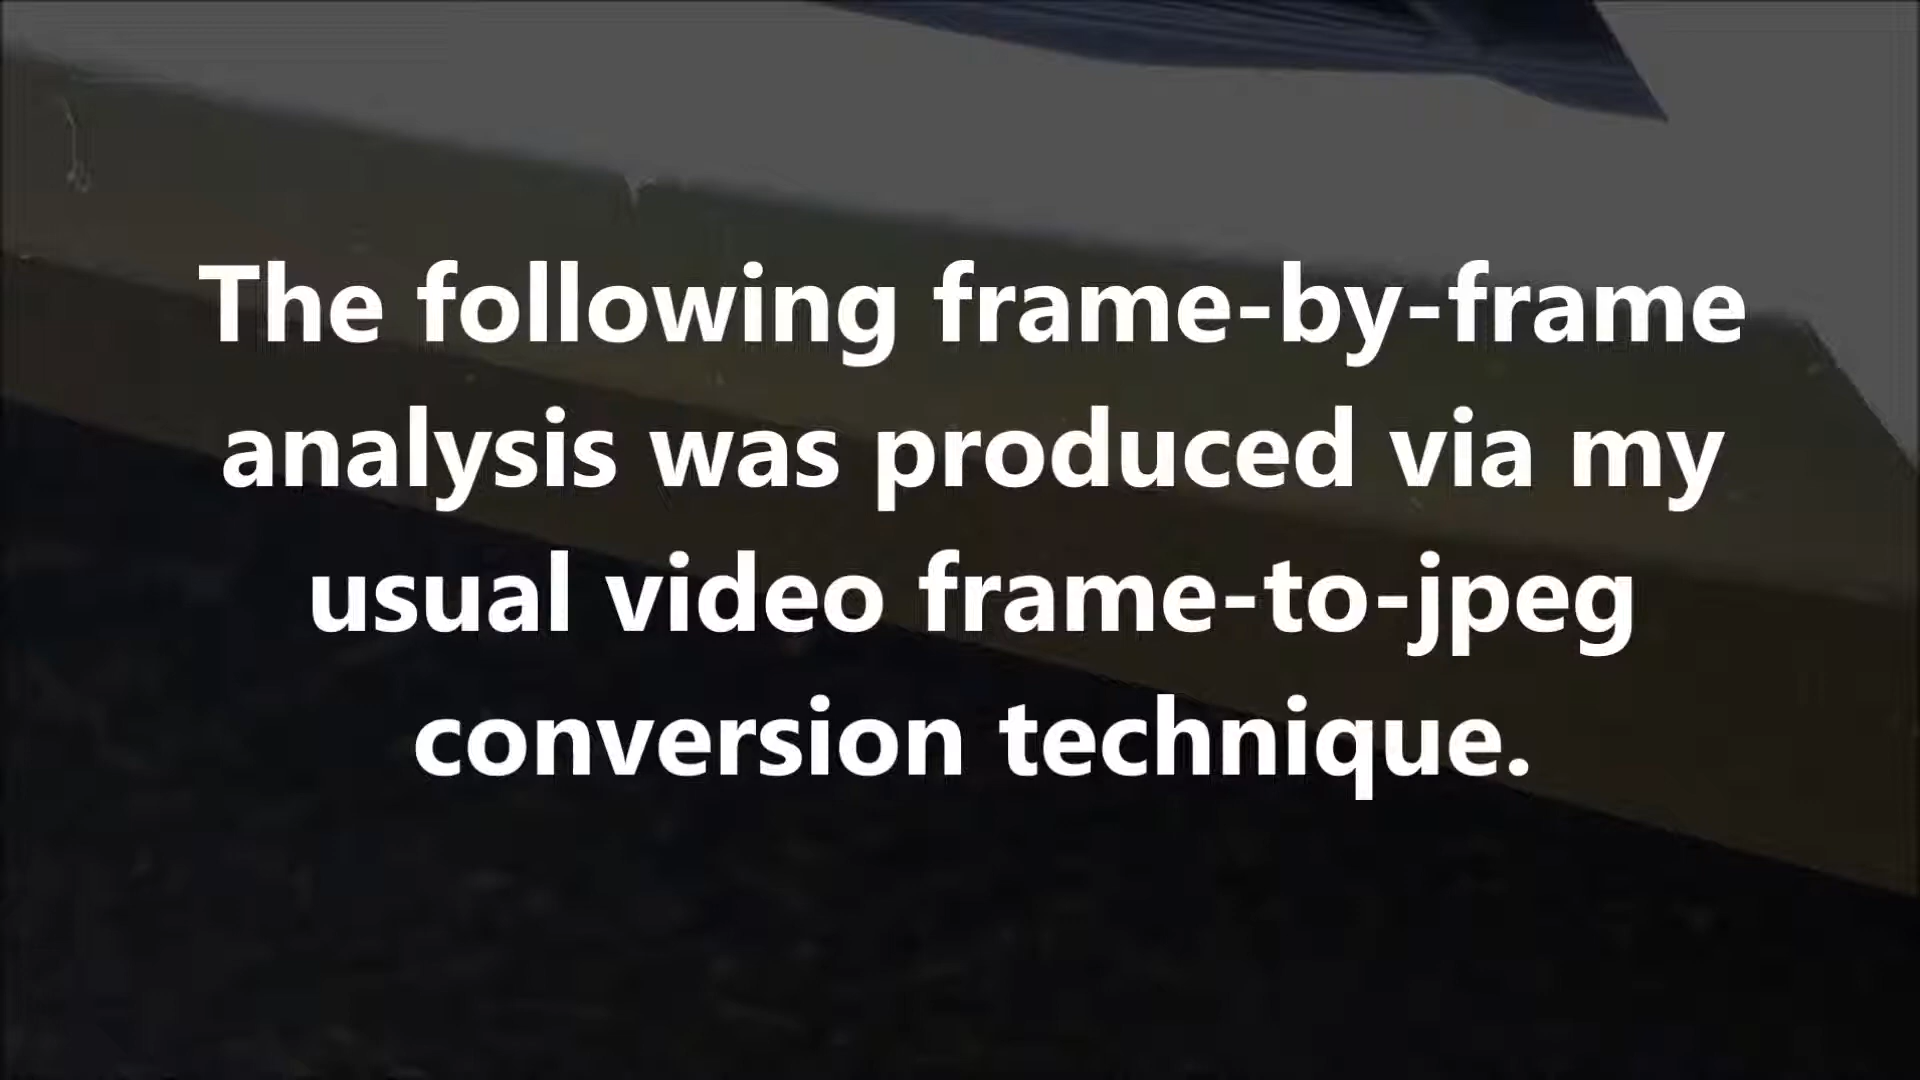 The following frame-by-frame
analysis was produced via my
usual video frame-to-jpeg
conversion technique.